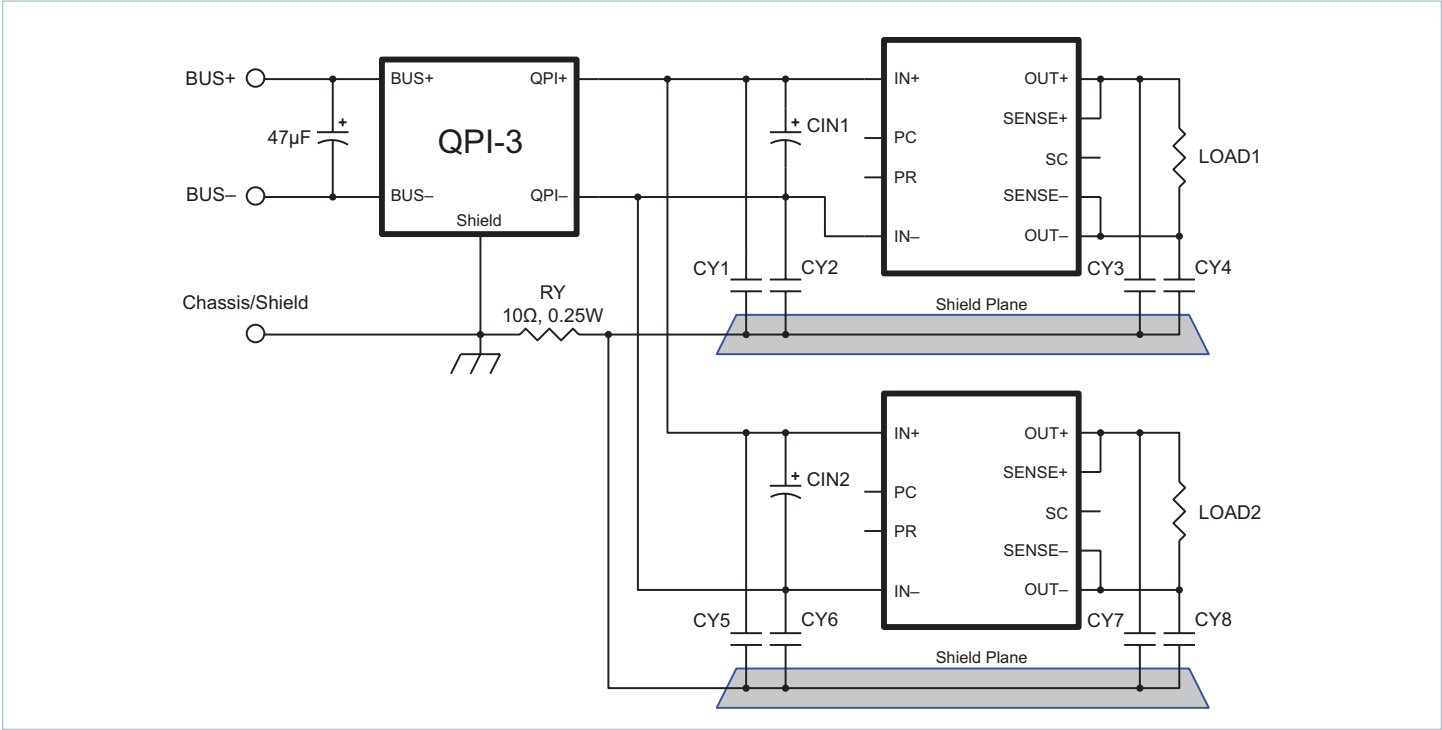 BUS+
BUS+
QPI+
IN+
OUT+
47µF
+
QPI-3
+
CIN1
SENSE+
PC
SC
LOAD1
PR
BUS–
BUS–
QPI–
SENSE–
Shield
IN–
OUT–
CY1
CY2
CY3
CY4
Chassis/Shield
RY
10Ω, 0.25W
Shield Plane
IN+
OUT+
SENSE+
+
CIN2
PC
SC
LOAD2
PR
SENSE–
IN–
OUT–
CY5
CY6
CY7
CY8
Shield Plane